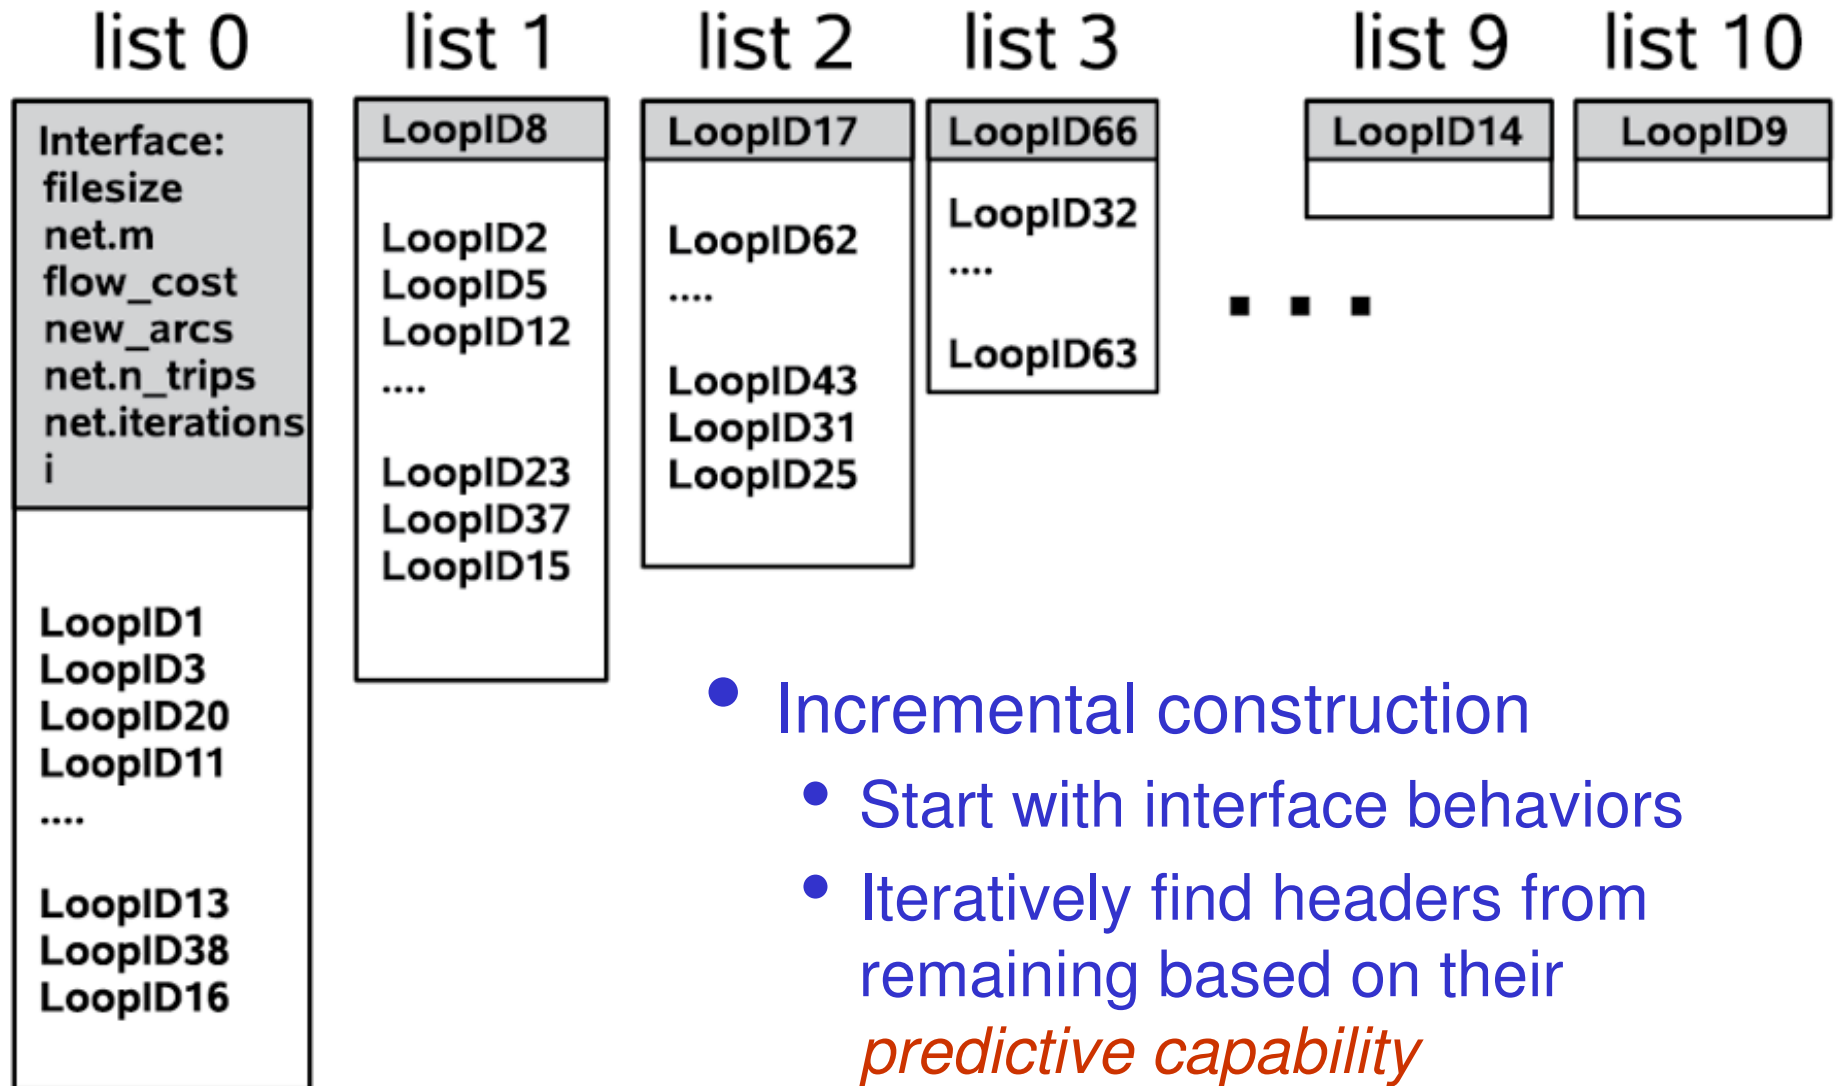 list 0
Interface:
filesize
net.m
flow_cost
new_arcs
net.n_trips
net.iterations
i
LoopID1
LoopID3
LoopID20
LoopID11
....
LoopID13
LoopID38
LoopID16
list 1
LoopID8
LoopID2
LoopID5
LoopID12
....
LoopID23
LoopID37
LoopID15
list 2
LoopID17
LoopID62
....
LoopID43
LoopID31
LoopID25
list 3
LoopID66
LoopID32
....
LoopID63
. . .
list 9
LoopID14
list 10
LoopID9
• Incremental construction
• Start with interface behaviors
• Iteratively find headers from
remaining based on their
predictive capability